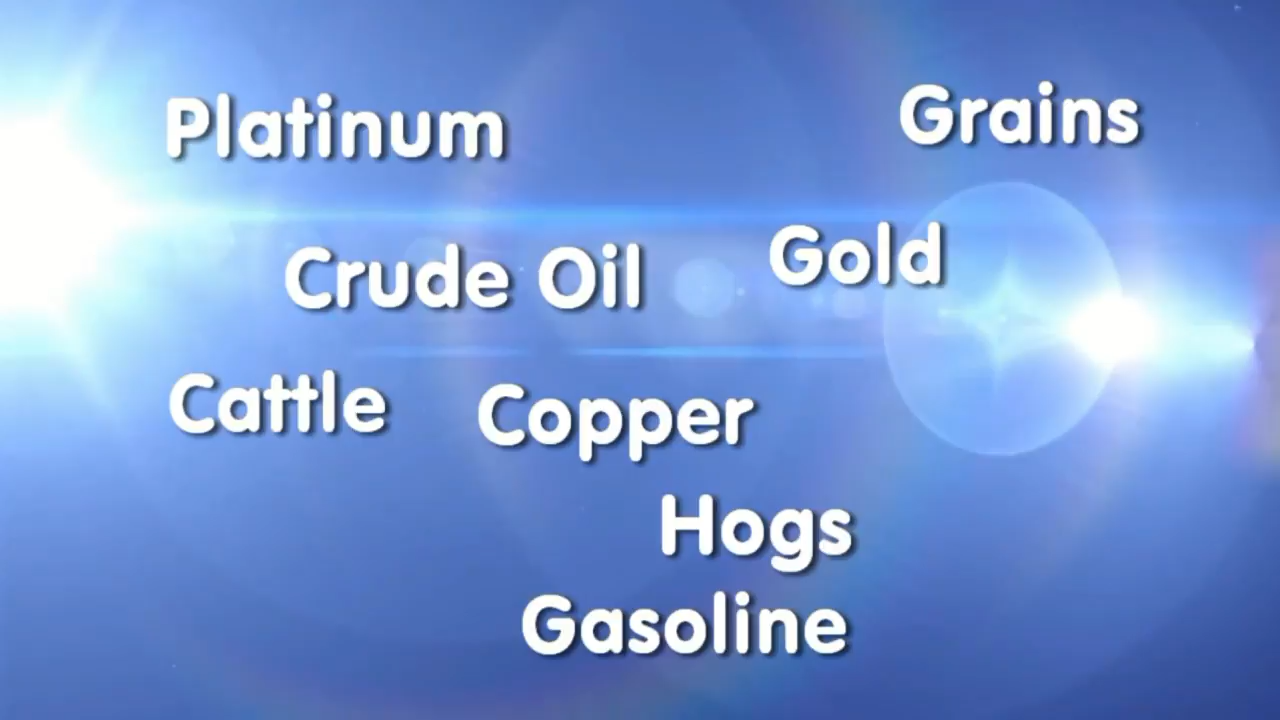 Platinum
Grains
Crude Oil
Gold
Cattle
Copper
Hogs
Gasoline